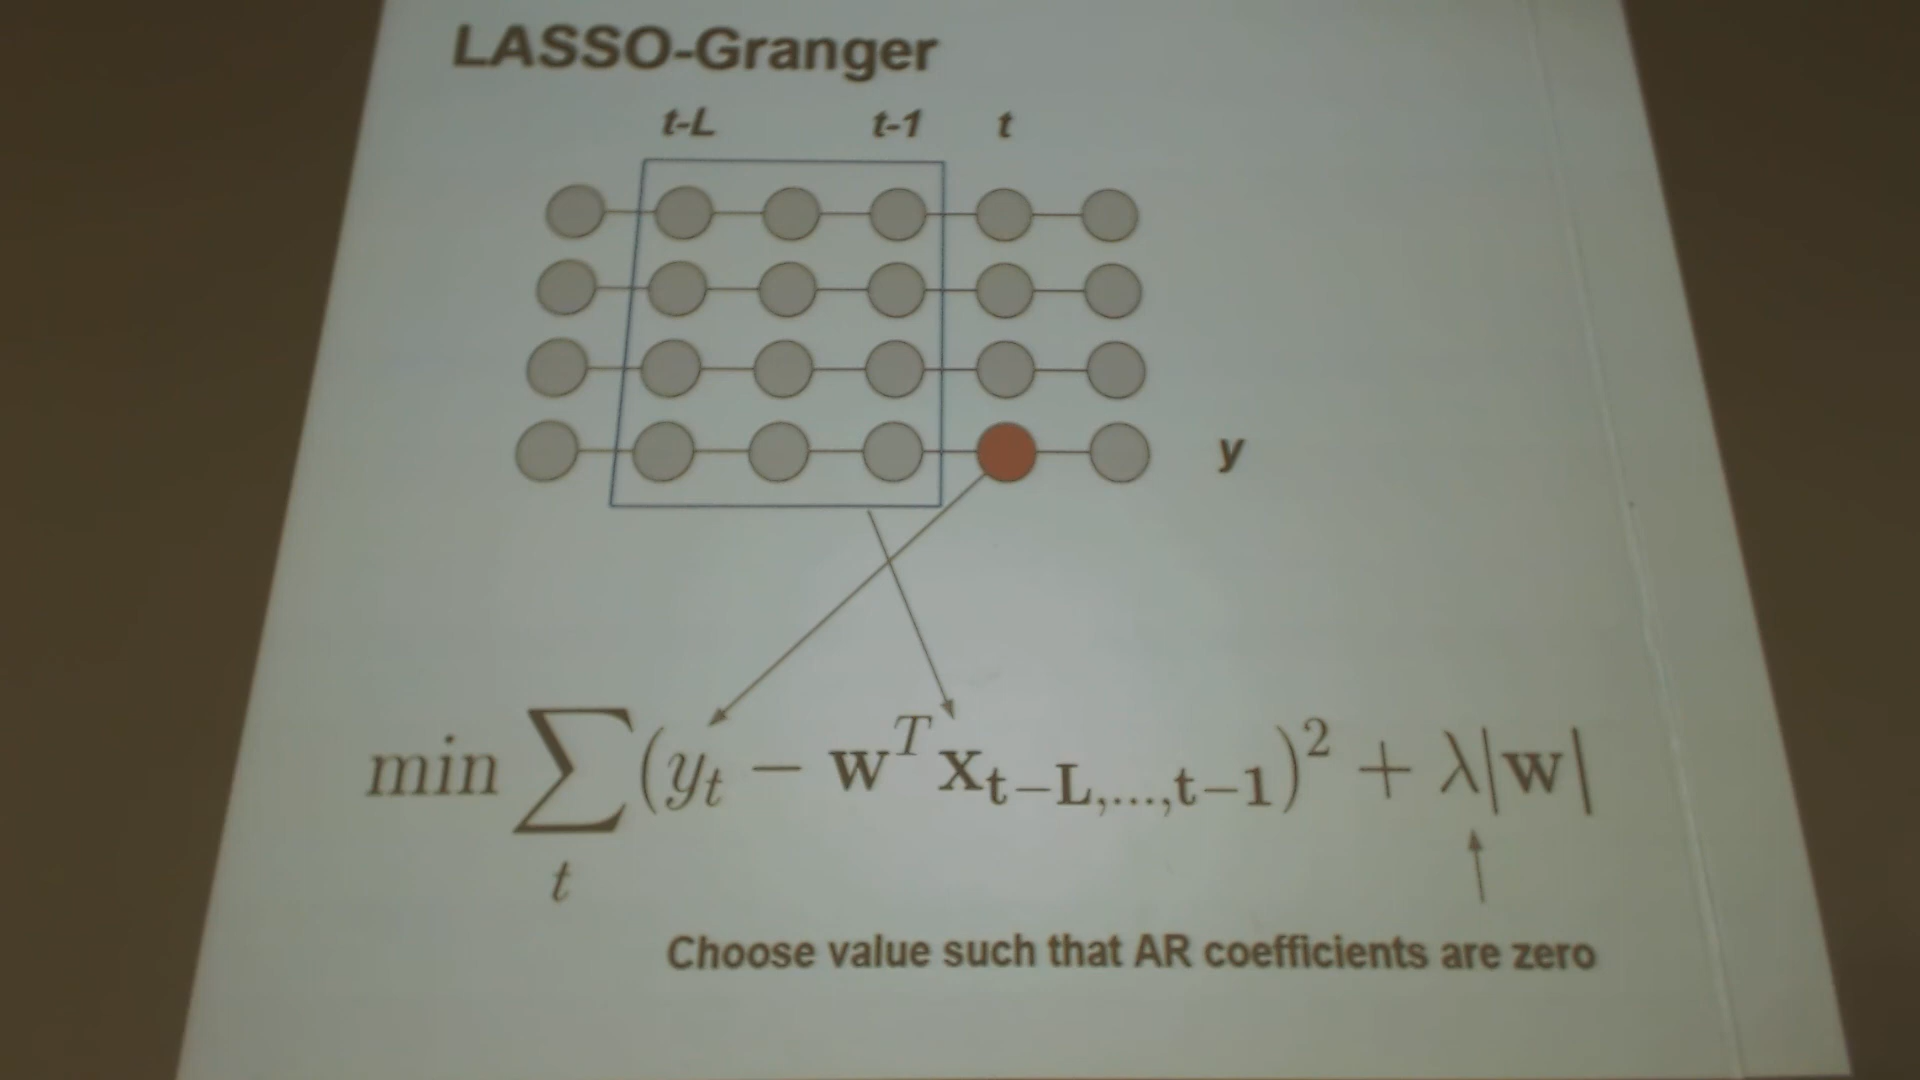 LASSO-Granger
t-L t-1 t
y
min ∑ₜ (yₜ − wᵀxₜ₋L,...,ₜ₋₁)² + λ|w|
Choose value such that AR coefficients are zero